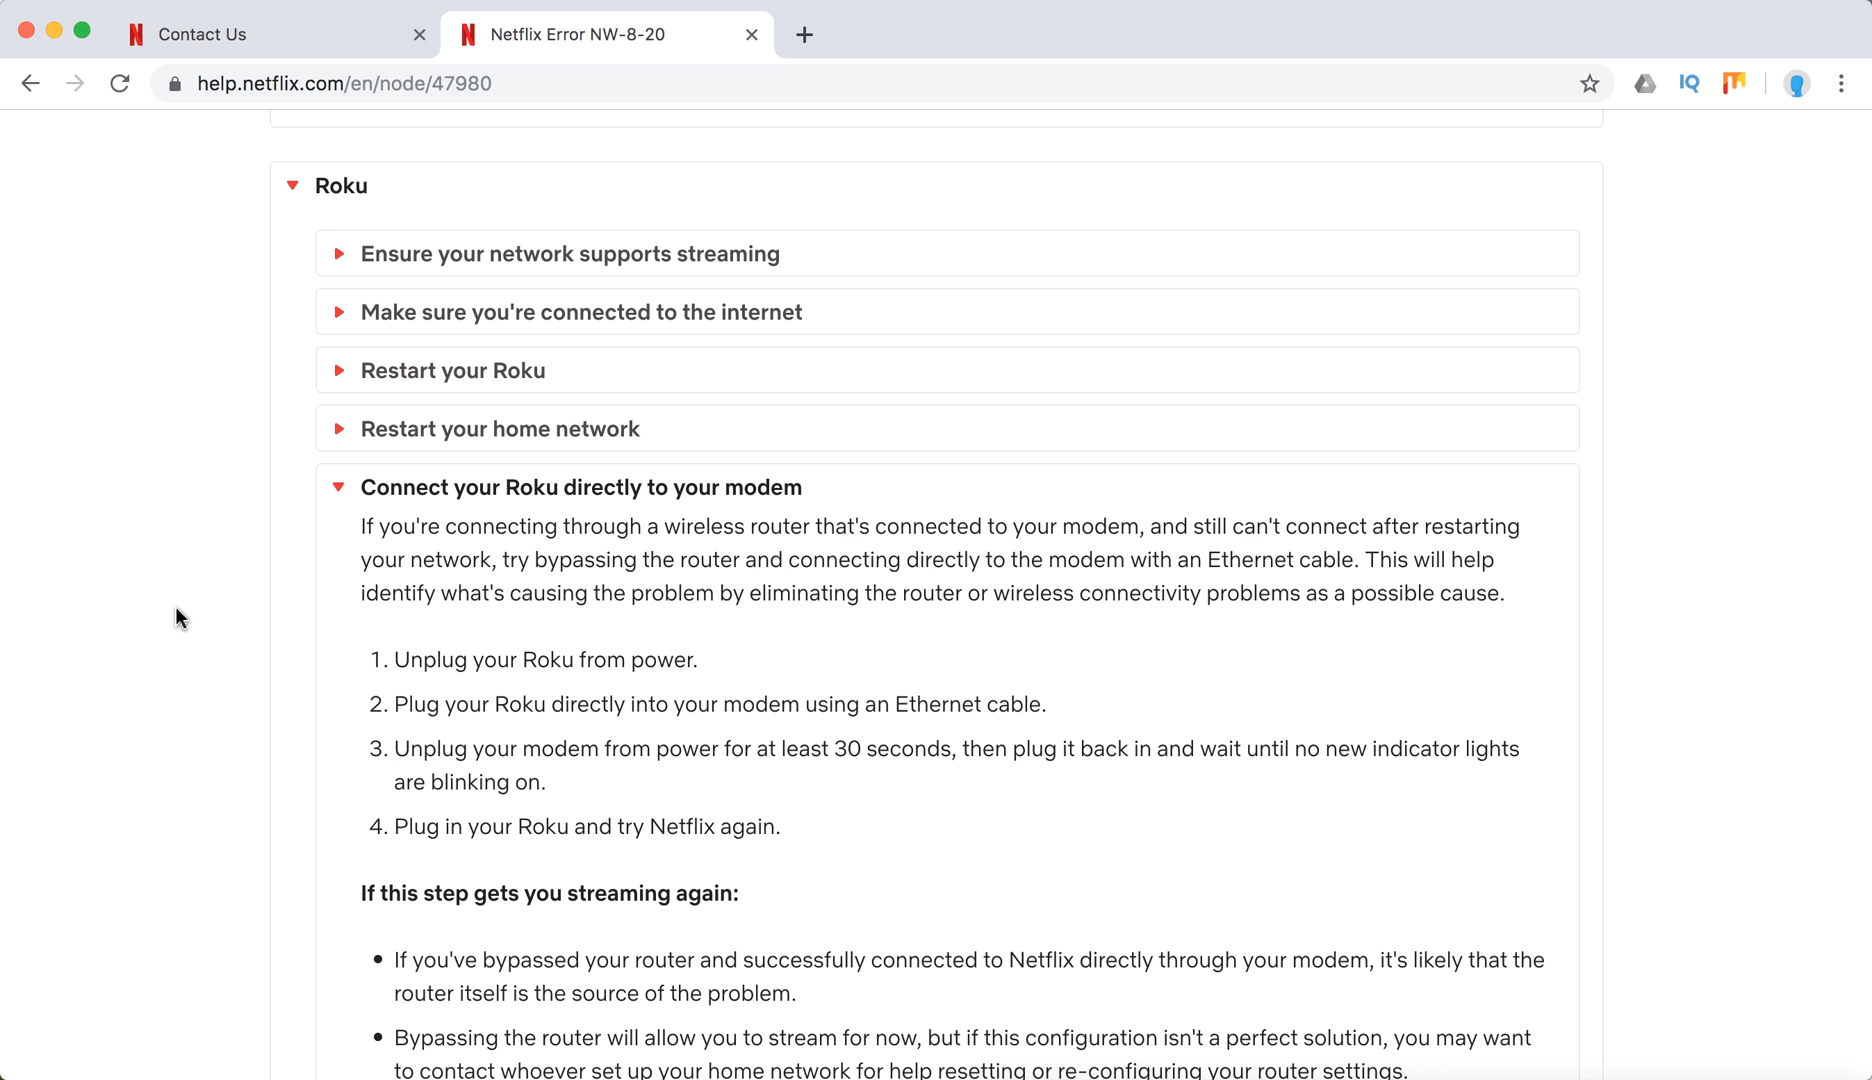 Contact Us
Netflix Error NW-8-20
help.netflix.com/en/node/47980
IQ
Roku
Ensure your network supports streaming
Make sure you're connected to the internet
Restart your Roku
Restart your home network
Connect your Roku directly to your modem
If you're connecting through a wireless router that's connected to your modem, and still can't connect after restarting
your network, try bypassing the router and connecting directly to the modem with an Ethernet cable. This will help
identify what's causing the problem by eliminating the router or wireless connectivity problems as a possible cause.
1. Unplug your Roku from power.
2. Plug your Roku directly into your modem using an Ethernet cable.
3. Unplug your modem from power for at least 30 seconds, then plug it back in and wait until no new indicator lights
are blinking on.
4. Plug in your Roku and try Netflix again.
If this step gets you streaming again:
• If you've bypassed your router and successfully connected to Netflix directly through your modem, it's likely that the
router itself is the source of the problem.
• Bypassing the router will allow you to stream for now, but if this configuration isn't a perfect solution, you may want
to contact whoever set up your home network for help resetting or re-configuring your router settings.